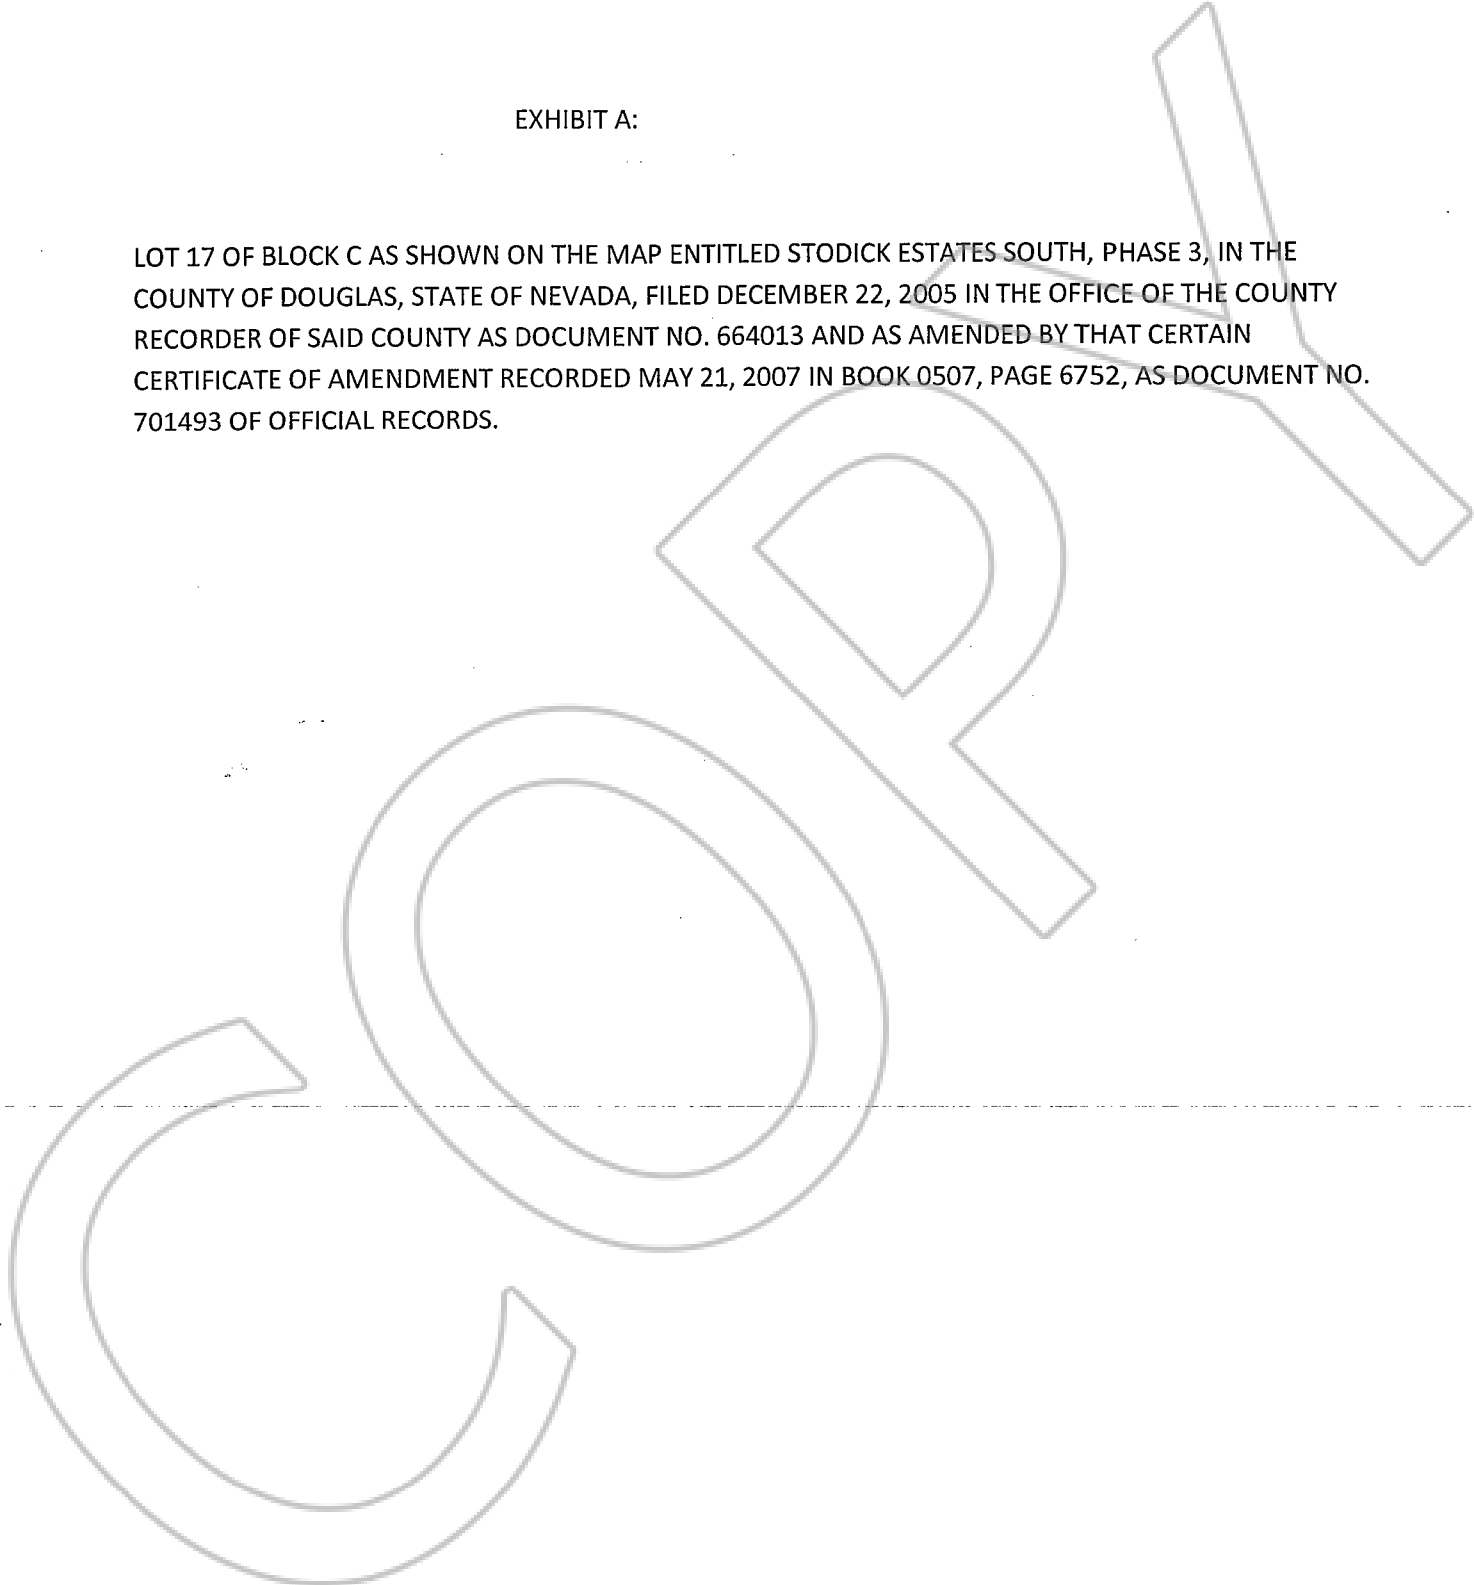 EXHIBIT A:
LOT 17 OF BLOCK C AS SHOWN ON THE MAP ENTITLED STODICK ESTATES SOUTH, PHASE 3, IN THE
COUNTY OF DOUGLAS, STATE OF NEVADA, FILED DECEMBER 22, 2005 IN THE OFFICE OF THE COUNTY
RECORDER OF SAID COUNTY AS DOCUMENT NO. 664013 AND AS AMENDED BY THAT CERTAIN
CERTIFICATE OF AMENDMENT RECORDED MAY 21, 2007 IN BOOK 0507, PAGE 6752, AS DOCUMENT NO.
701493 OF OFFICIAL RECORDS.
COPY